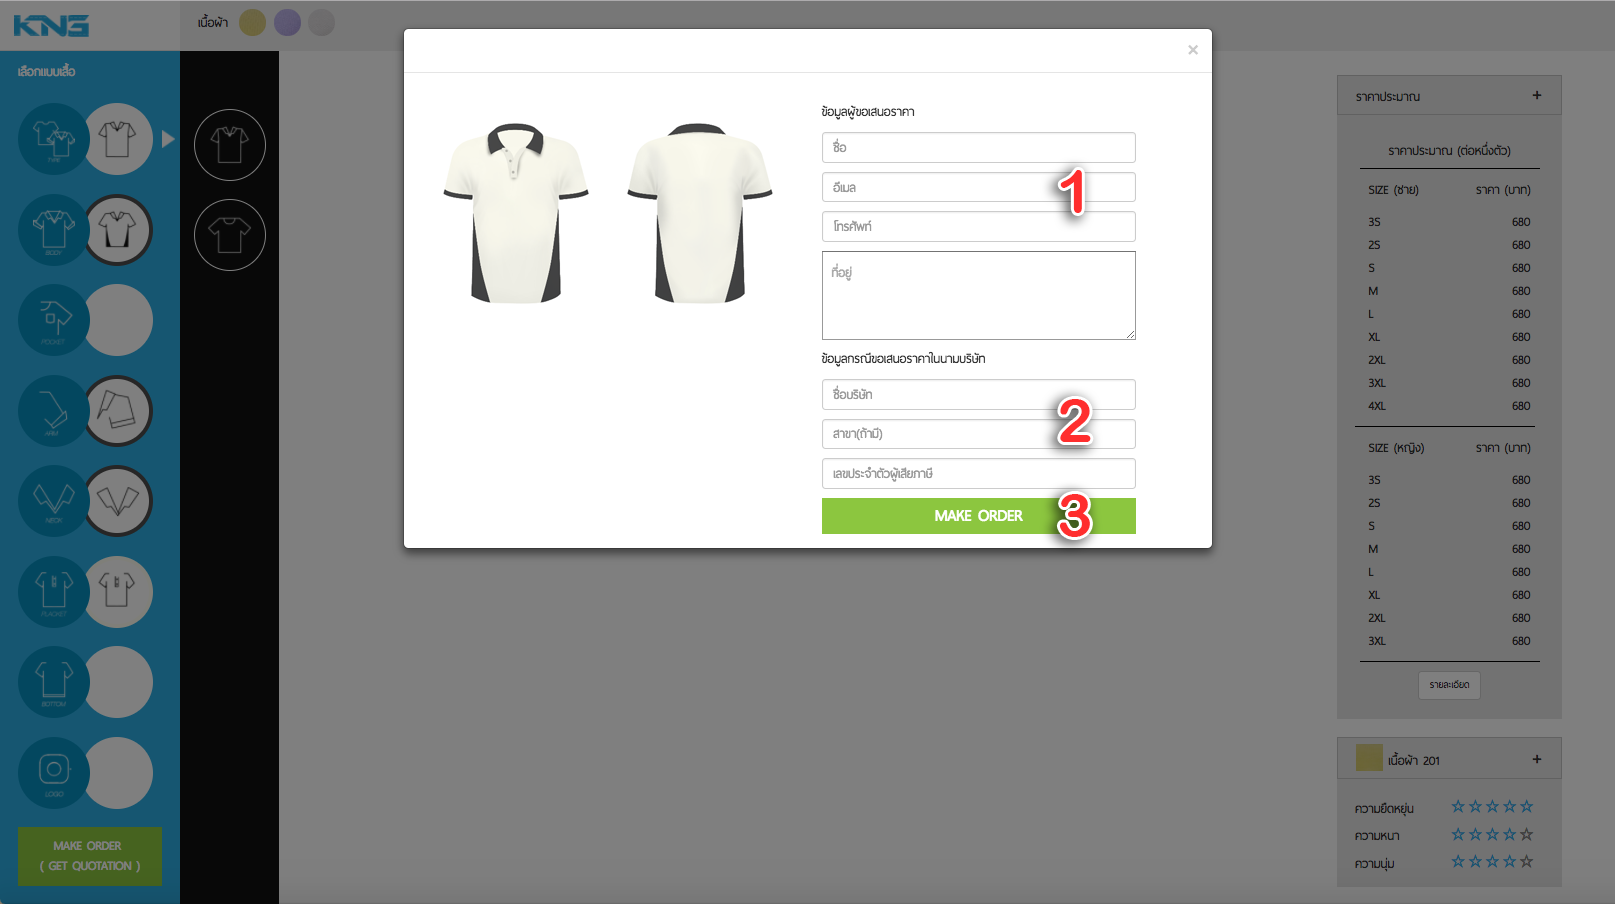 KNG
เนื้อผ้า
เลือกแบบเสื้อ
TYPE
BODY
POCKET
ARM
NECK
PLACKET
BOTTOM
LOGO
MAKE ORDER
( GET QUOTATION )
×
ข้อมูลผู้ขอเสนอราคา
ชื่อ
อีเมล
1
โทรศัพท์
ที่อยู่
ข้อมูลกรณีขอเสนอราคาในนามบริษัท
ชื่อบริษัท
2
สาขา(ถ้ามี)
เลขประจำตัวผู้เสียภาษี
MAKE ORDER
3
ราคาประมาณ +
ราคาประมาณ (ต่อหนึ่งตัว)
SIZE (ชาย) ราคา (บาท)
3S 680
2S 680
S 680
M 680
L 680
XL 680
2XL 680
3XL 680
4XL 680
SIZE (หญิง) ราคา (บาท)
3S 680
2S 680
S 680
M 680
L 680
XL 680
2XL 680
3XL 680
รายละเอียด
เนื้อผ้า 201 +
ความยืดหยุ่น
ความหนา
ความนุ่ม